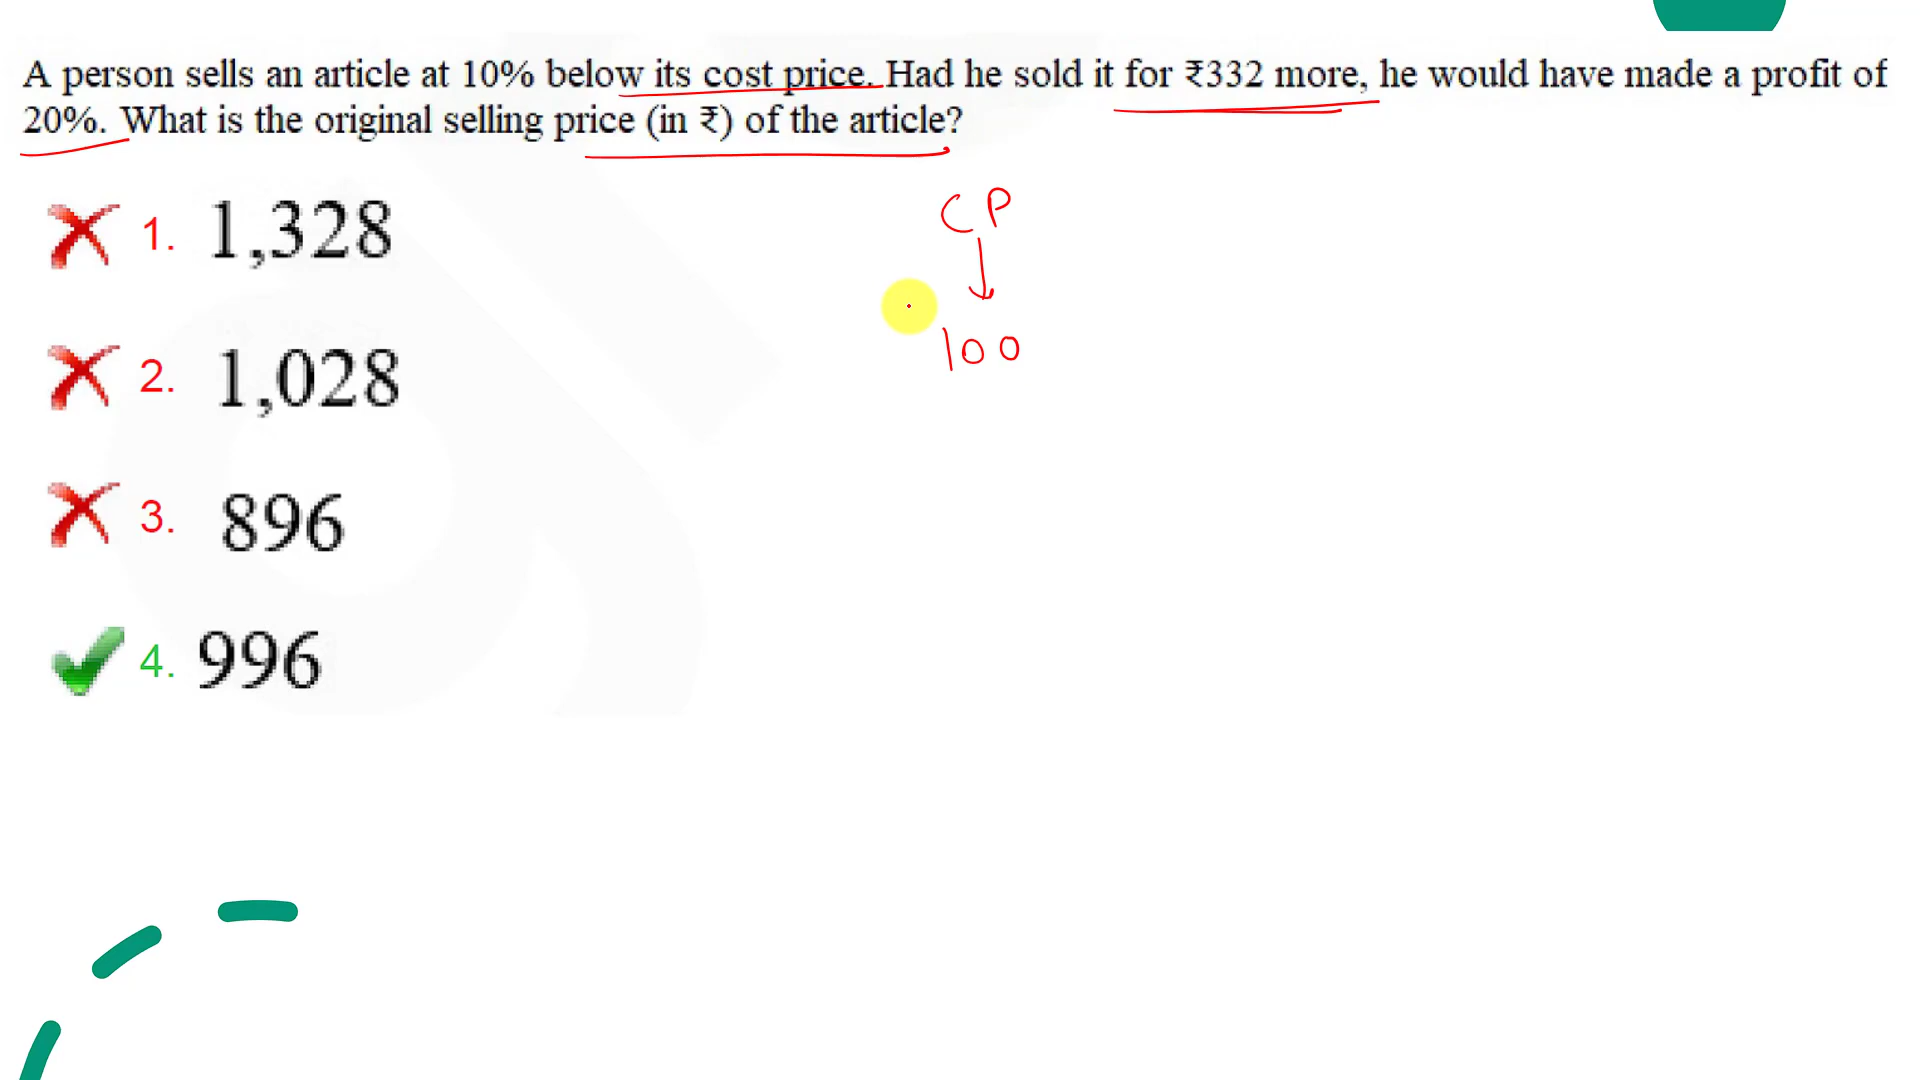 A person sells an article at 10% below its cost price. Had he sold it for ₹332 more, he would have made a profit of
20%. What is the original selling price (in ₹) of the article?
1. 1,328
2. 1,028
3. 896
4. 996
CP
100